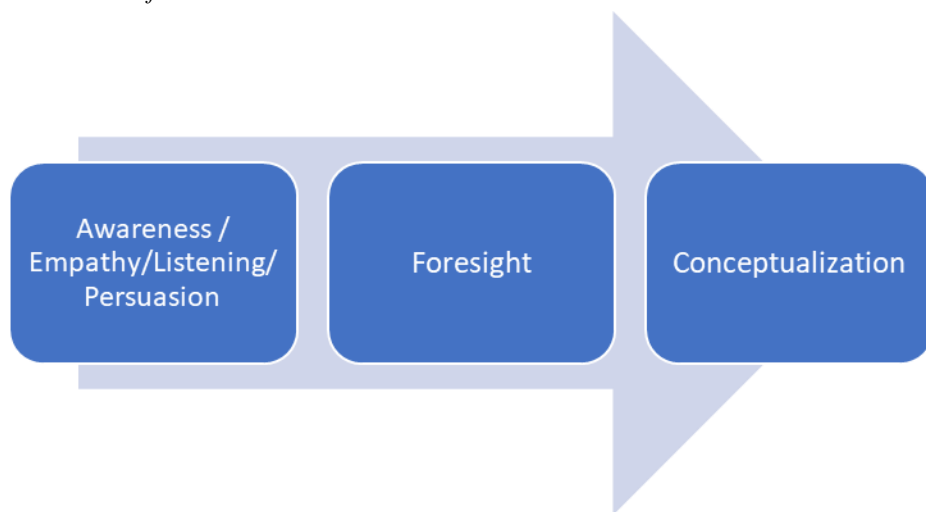 Awareness /
Empathy/Listening/
Persuasion
Foresight
Conceptualization